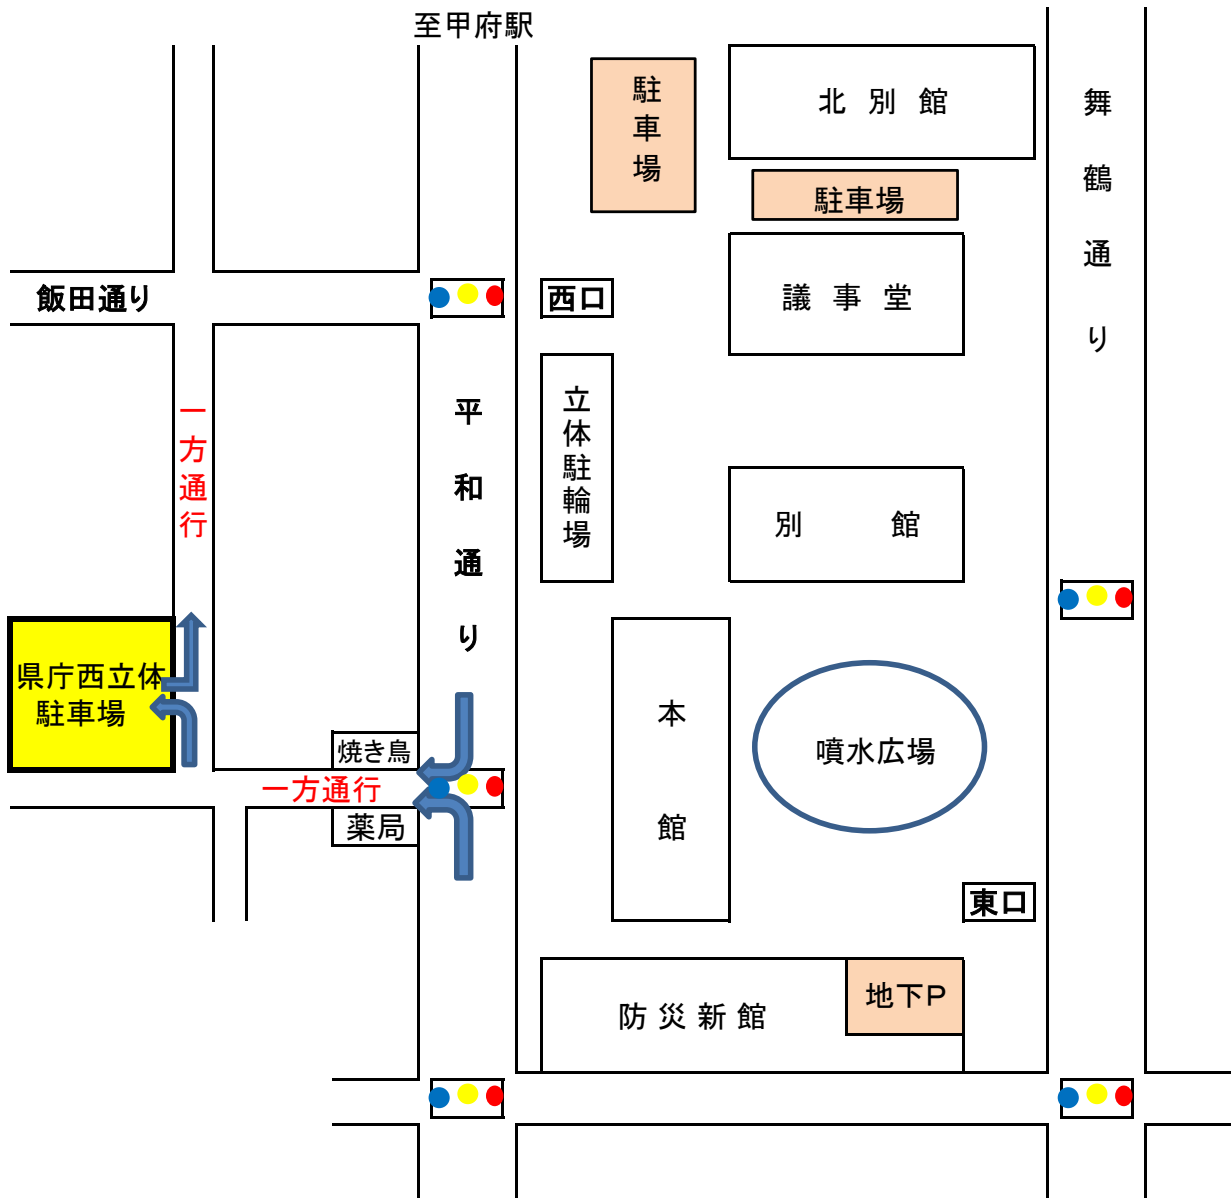 至甲府駅
駐車場
北別館
舞鶴通り
駐車場
飯田通り
西口
議事堂
一方通行
平和通り
立体駐輪場
別館
県庁西立体
駐車場
本館
噴水広場
焼き鳥
一方通行
薬局
東口
防災新館
地下P